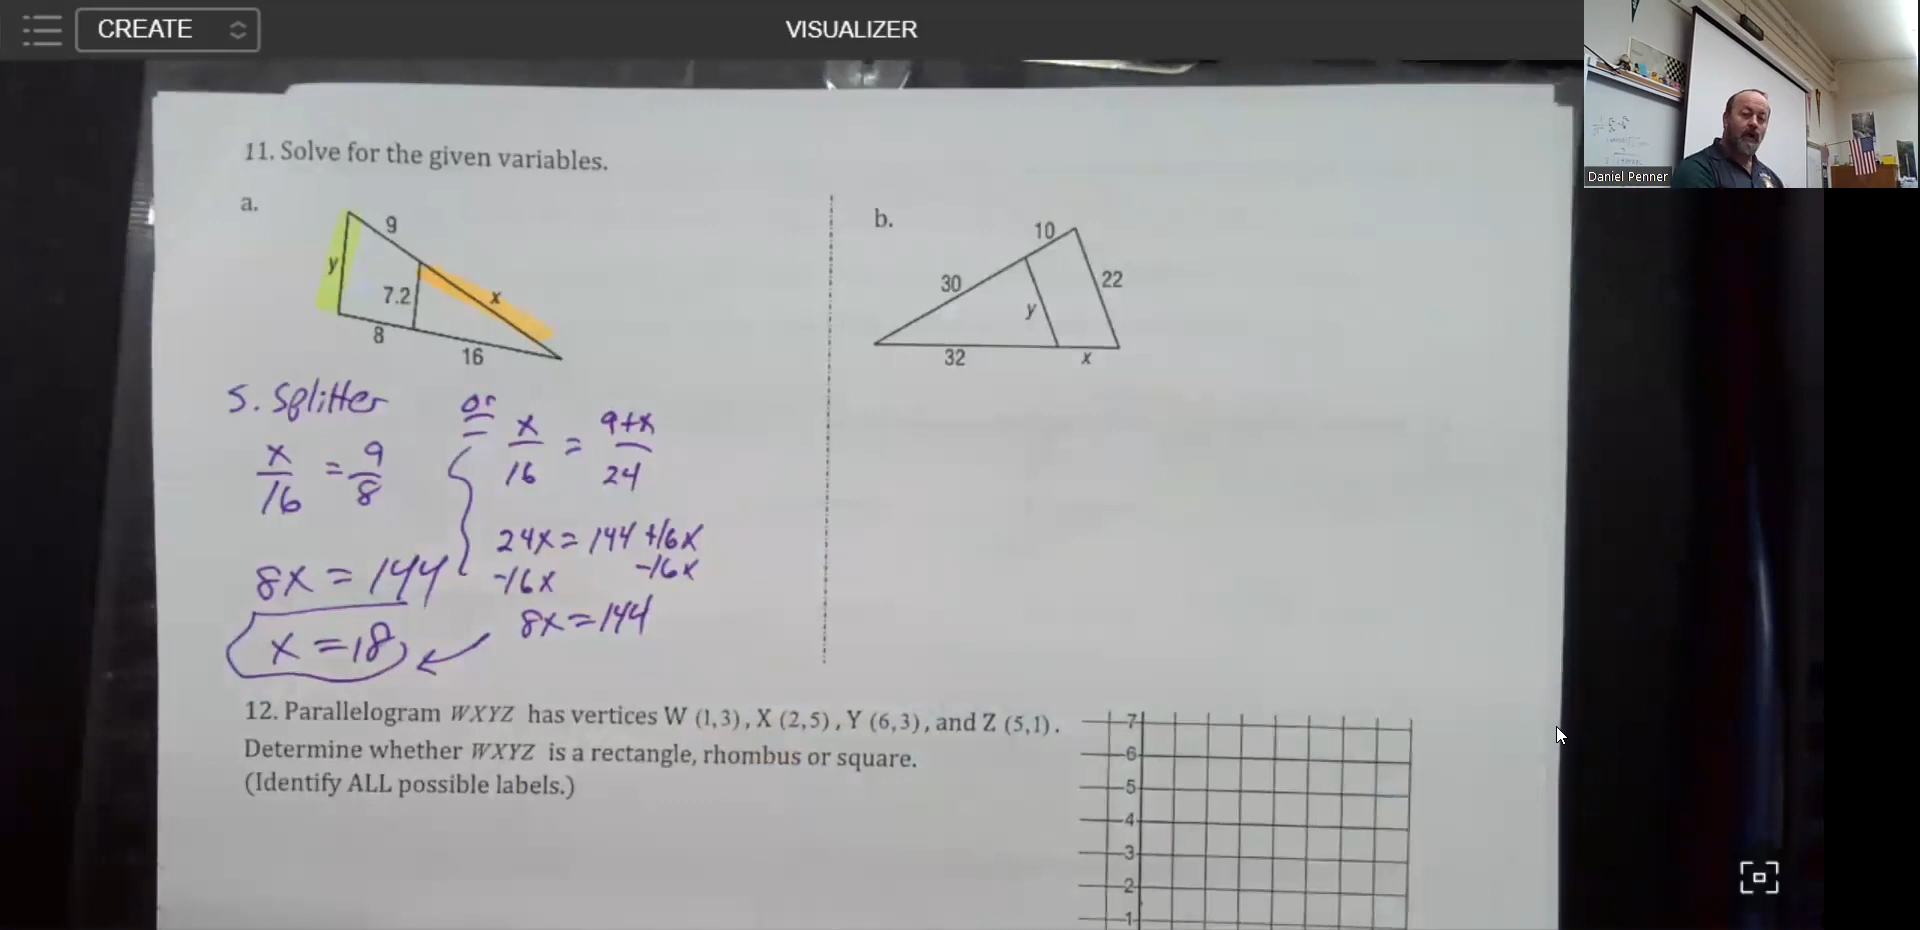 CREATE
VISUALIZER
Daniel Penner
11. Solve for the given variables.
a.
9
y
7.2
x
8
16
S. Splitter
x/16 = 9/8
8x = 144
x = 18
or
x/16 = 9+x/24
24x = 144 +16x
-16x -16x
8x = 144
b.
10
30
22
y
32
x
12. Parallelogram WXYZ has vertices W (1,3), X (2,5), Y (6,3), and Z (5,1).
Determine whether WXYZ is a rectangle, rhombus or square.
(Identify ALL possible labels.)
7
6
5
4
3
2
1